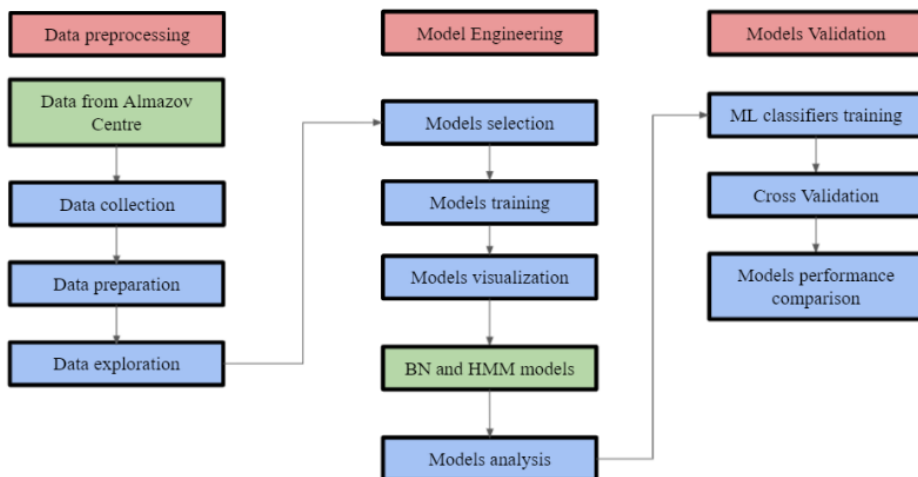 Data preprocessing
Data from Almazov
Centre
Data collection
Data preparation
Data exploration
Model Engineering
Models selection
Models training
Models visualization
BN and HMM models
Models analysis
Models Validation
ML classifiers training
Cross Validation
Models performance
comparison